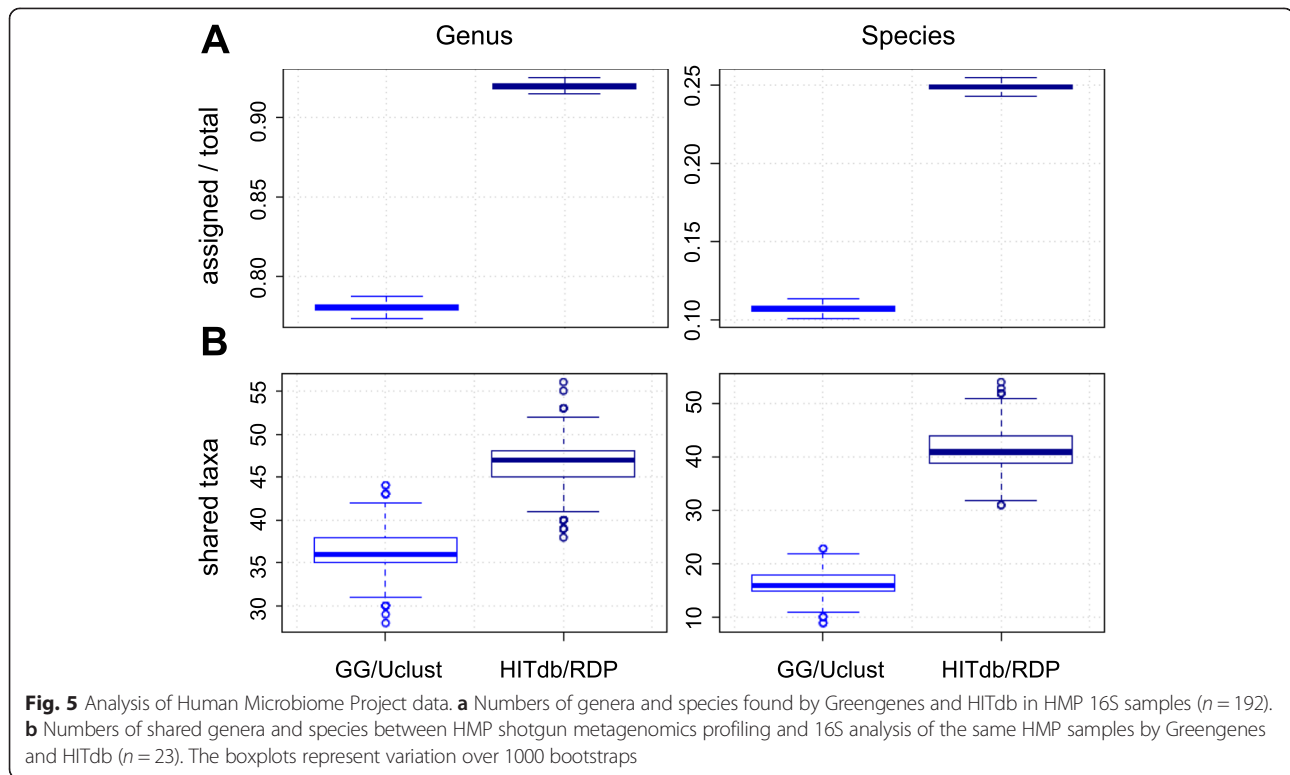 A
Genus
Species
assigned / total
0.90
0.85
0.80
0.25
0.20
0.15
0.10
B
shared taxa
55
50
45
40
35
30
50
40
30
20
10
GG/Uclust
HITdb/RDP
GG/Uclust
HITdb/RDP
Fig. 5 Analysis of Human Microbiome Project data. a Numbers of genera and species found by Greengenes and HITdb in HMP 16S samples (n = 192).
b Numbers of shared genera and species between HMP shotgun metagenomics profiling and 16S analysis of the same HMP samples by Greengenes
and HITdb (n = 23). The boxplots represent variation over 1000 bootstraps